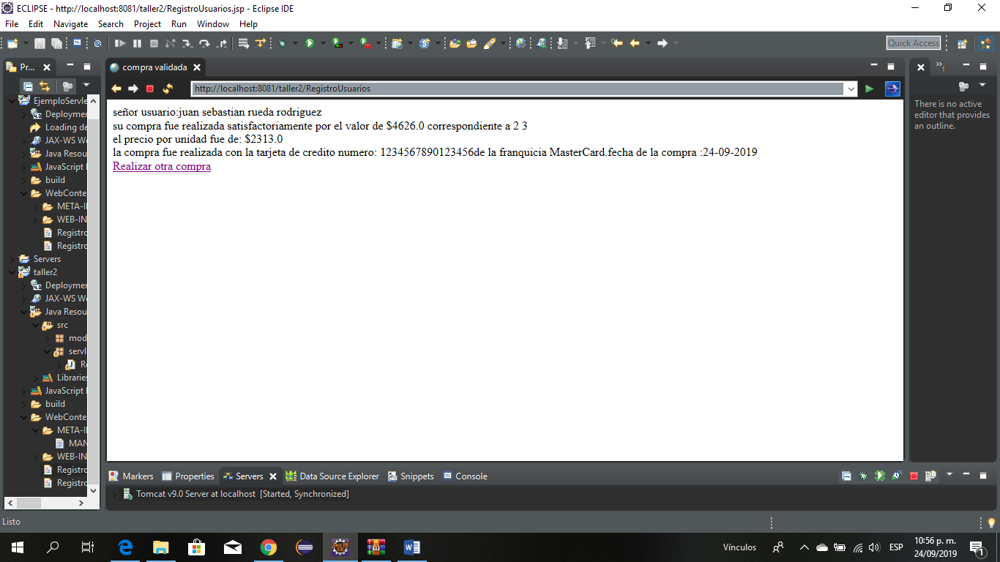 ECLIPSE - http://localhost:8081/taller2/RegistroUsuarios.jsp - Eclipse IDE
File Edit Navigate Search Project Run Window Help
Quick Access
Pr...
compra validada
http://localhost:8081/taller2/RegistroUsuarios
EjemploServle
Deploymen
Loading de
JAX-WS We
Java Resou
JavaScript I
build
WebConte
META-II
WEB-IN
Registro
Registro
Servers
taller2
Deploymen
JAX-WS We
Java Resou
src
mod
servl
Re
Libraries
JavaScript I
build
WebConte
META-II
MAN
WEB-IN
Registro
Registro
señor usuario:juan sebastian rueda rodriguez
su compra fue realizada satisfactoriamente por el valor de $4626.0 correspondiente a 2 3
el precio por unidad fue de: $2313.0
la compra fue realizada con la tarjeta de credito numero: 1234567890123456de la franquicia MasterCard.fecha de la compra :24-09-2019
Realizar otra compra
There is no active
editor that provides
an outline.
Markers Properties Servers Data Source Explorer Snippets Console
Tomcat v9.0 Server at localhost [Started, Synchronized]
Listo
Vínculos
ESP
10:56 p. m.
24/09/2019
1